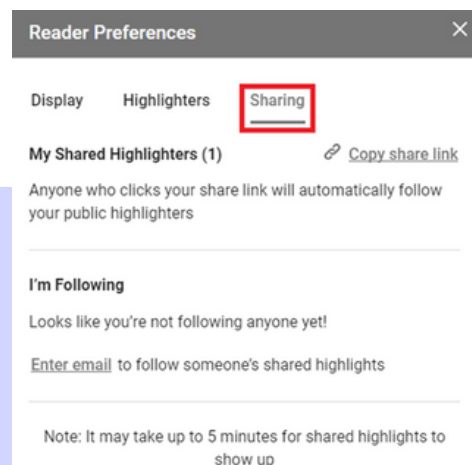 Reader Preferences
Display Highlighters Sharing
My Shared Highlighters (1) Copy share link
Anyone who clicks your share link will automatically follow
your public highlighters
I'm Following
Looks like you're not following anyone yet!
Enter email to follow someone's shared highlights
Note: It may take up to 5 minutes for shared highlights to
show up